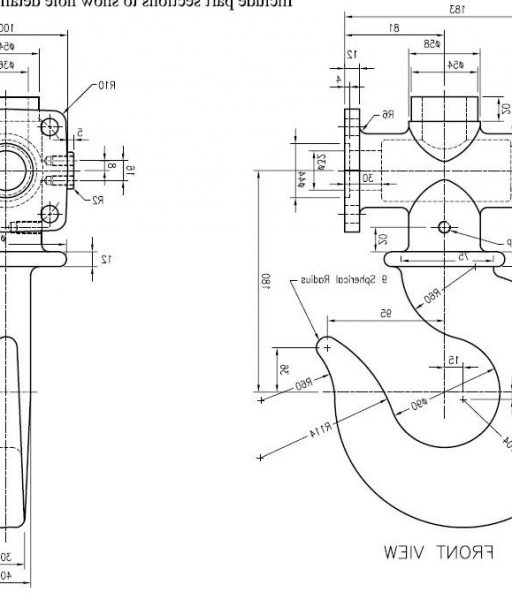 Include part sections to show hole detail
183
100
81
ø54
ø58
ø36
ø54
12
4
R10
20
R6
5
8
16
ø44
ø32
30
R2
20
12
75
180
9 Spherical Radius
R60
95
15
36
R60
ø90
R114
FRONT VIEW
30
40